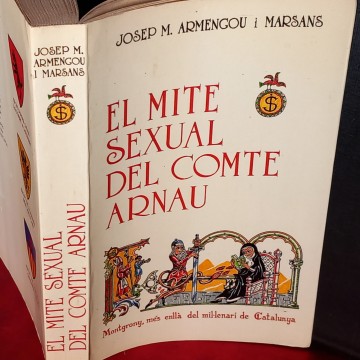 JOSEP M.
ARMENGOU
I MARSANS
S
EL MITE SEXUAL
DEL COMTE ARNAU
JOSEP M. ARMENGOU i MARSANS
EL MITE
SEXUAL
DEL COMTE
ARNAU
S
Montgrony, més enllà del mil·lenari de Catalunya